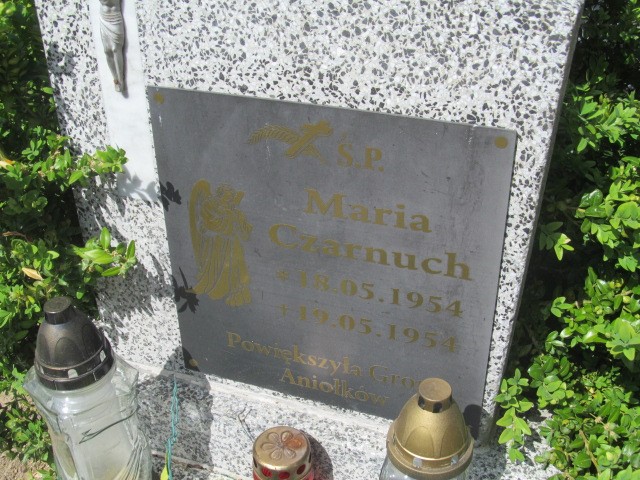 Ś.P.
Maria
Czarnuch
* 18.05.1954
+ 19.05.1954
Powiększyła Grono
Aniołków